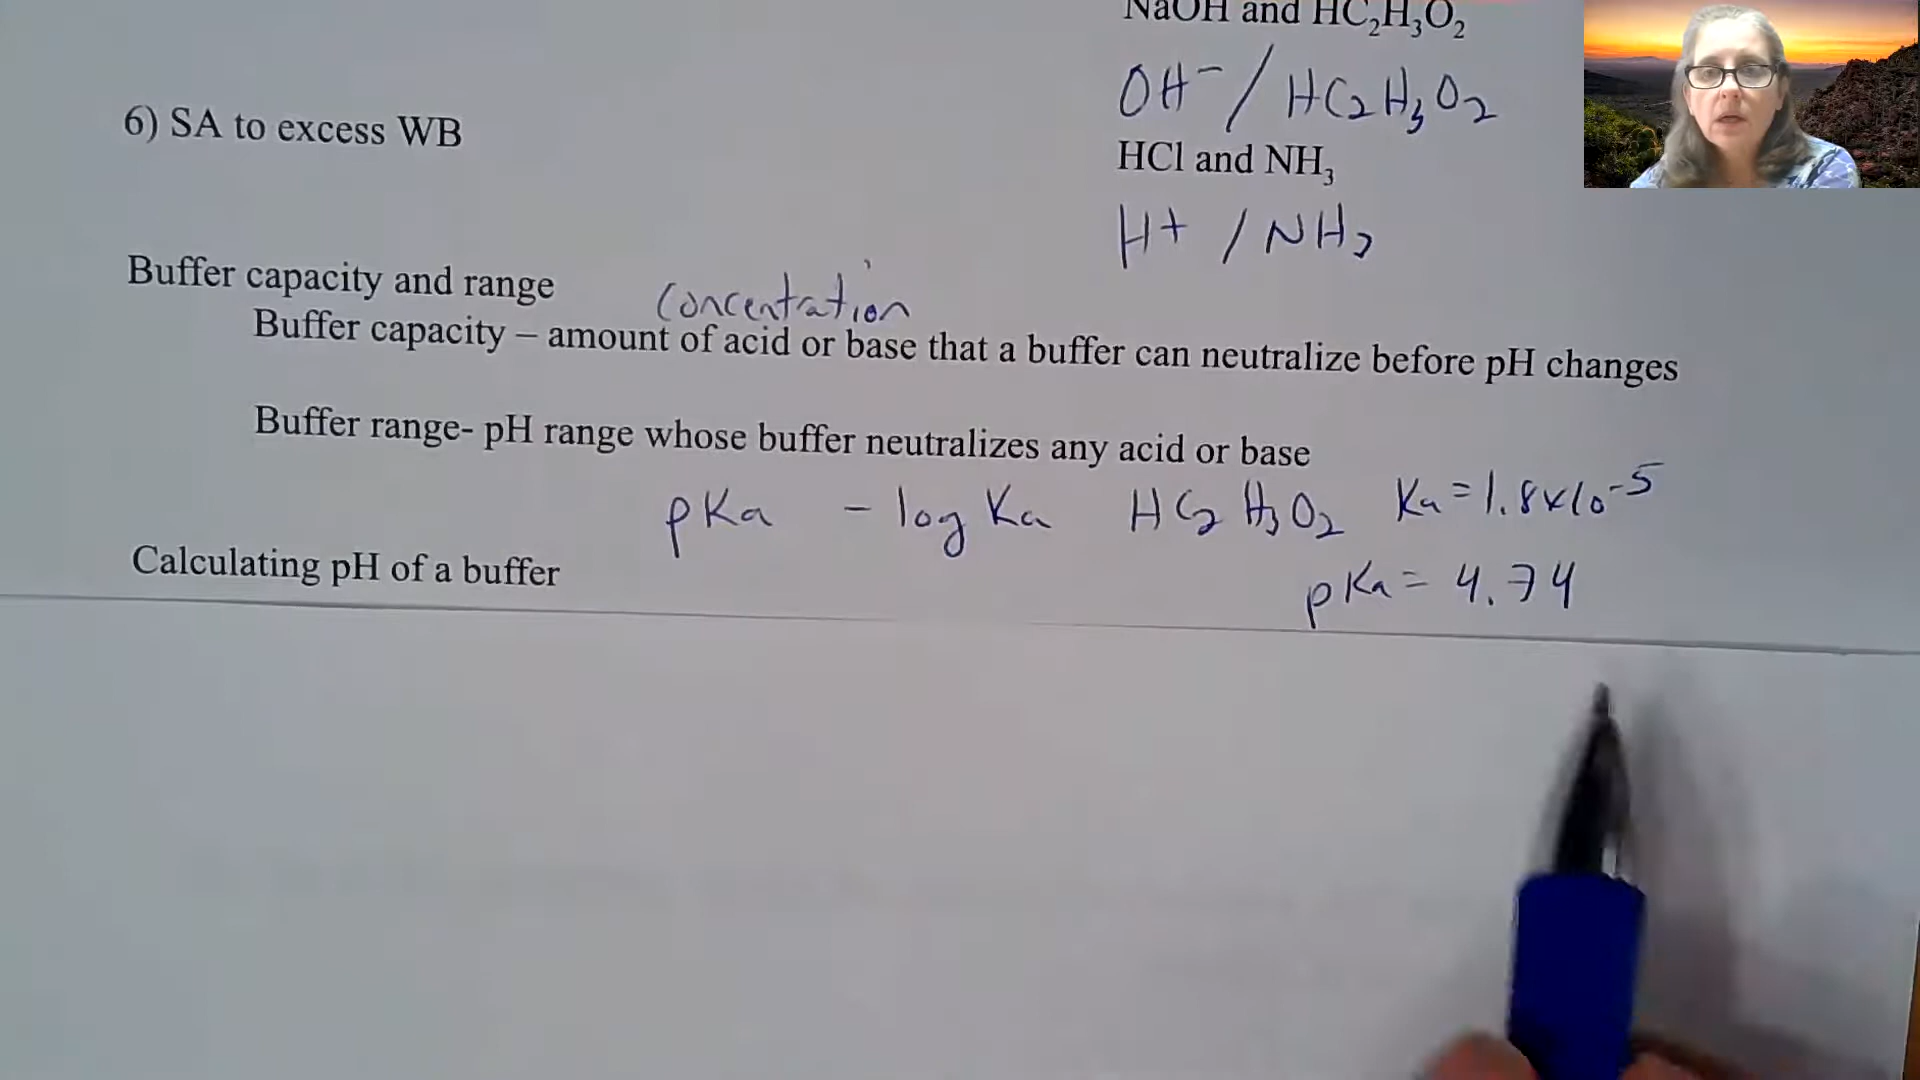 NaOH and HC₂H₃O₂
OH⁻ / HC₂H₃O₂
6) SA to excess WB
HCl and NH₃
H+ / NH₃
Buffer capacity and range
Concentration
Buffer capacity – amount of acid or base that a buffer can neutralize before pH changes
Buffer range- pH range whose buffer neutralizes any acid or base
pKa - log Ka HC₂H₃O₂ Ka = 1.8x10⁻⁵
Calculating pH of a buffer
pKa = 4.74